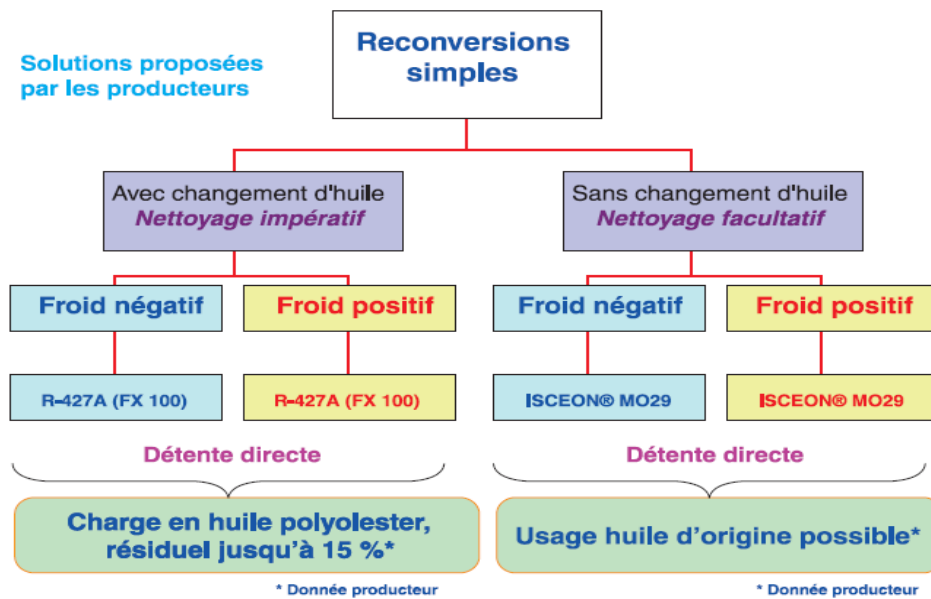 Reconversions
simples
Solutions proposées
par les producteurs
Avec changement d'huile
Nettoyage impératif
Sans changement d'huile
Nettoyage facultatif
Froid négatif
Froid positif
Froid négatif
Froid positif
R-427A (FX 100)
R-427A (FX 100)
ISCEON® MO29
ISCEON® MO29
Détente directe
Détente directe
Charge en huile polyolester,
résiduel jusqu'à 15 %*
Usage huile d'origine possible*
* Donnée producteur
* Donnée producteur